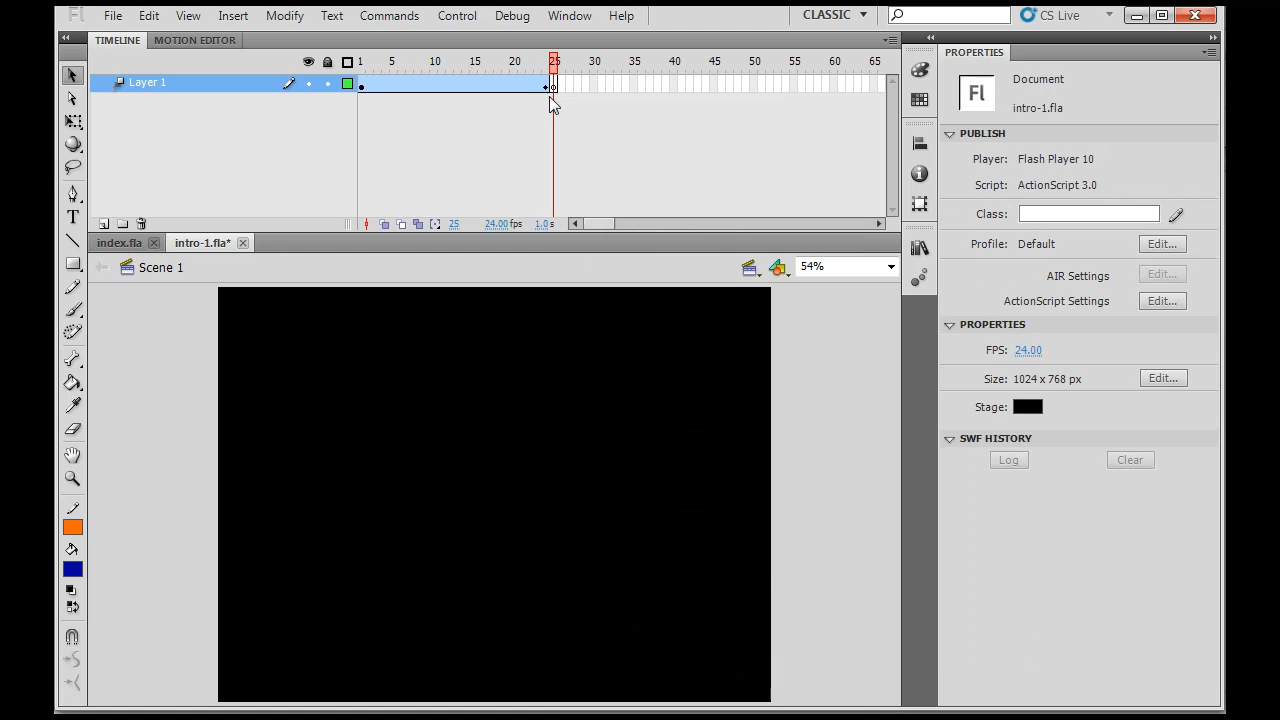 Fl File Edit View Insert Modify Text Commands Control Debug Window Help CLASSIC CS Live
TIMELINE MOTION EDITOR
1 5 10 15 20 25 30 35 40 45 50 55 60 65
Layer 1
25 24.00 fps 1.0 s
index.fla intro-1.fla*
Scene 1 54%
T
PROPERTIES
Fl
Document
intro-1.fla
PUBLISH
Player: Flash Player 10
Script: ActionScript 3.0
Class:
Profile: Default Edit...
AIR Settings Edit...
ActionScript Settings Edit...
PROPERTIES
FPS: 24.00
Size: 1024 x 768 px Edit...
Stage:
SWF HISTORY
Log Clear